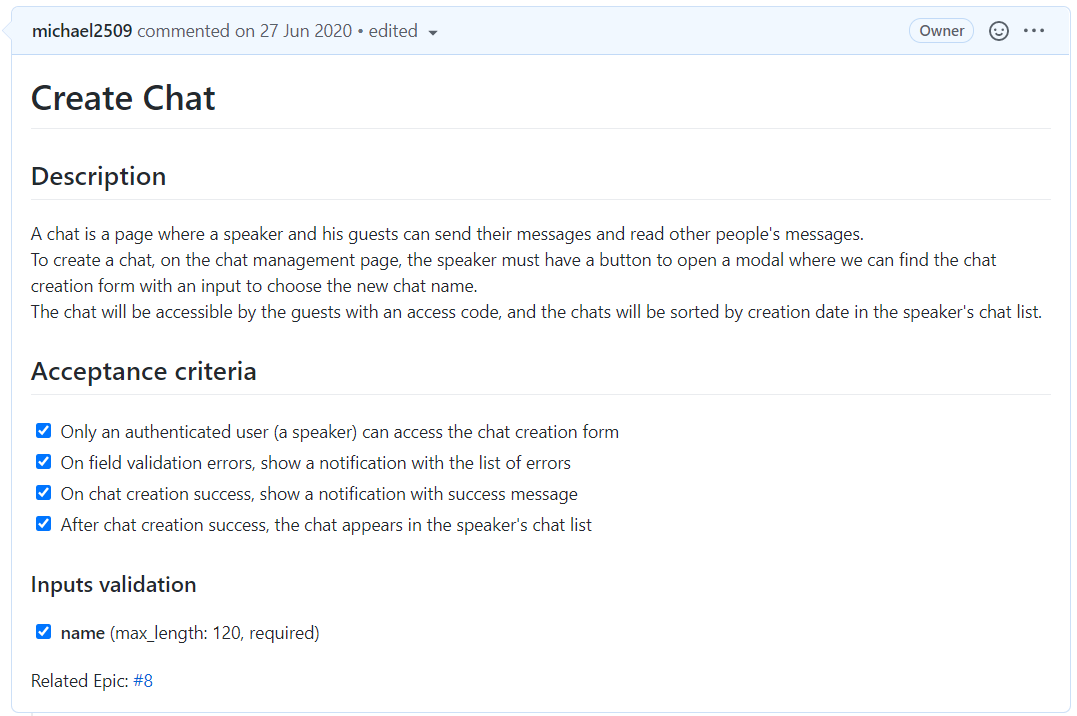 michael2509 commented on 27 Jun 2020 • edited
Owner
Create Chat
Description
A chat is a page where a speaker and his guests can send their messages and read other people's messages.
To create a chat, on the chat management page, the speaker must have a button to open a modal where we can find the chat
creation form with an input to choose the new chat name.
The chat will be accessible by the guests with an access code, and the chats will be sorted by creation date in the speaker's chat list.
Acceptance criteria
Only an authenticated user (a speaker) can access the chat creation form
On field validation errors, show a notification with the list of errors
On chat creation success, show a notification with success message
After chat creation success, the chat appears in the speaker's chat list
Inputs validation
name (max_length: 120, required)
Related Epic: #8